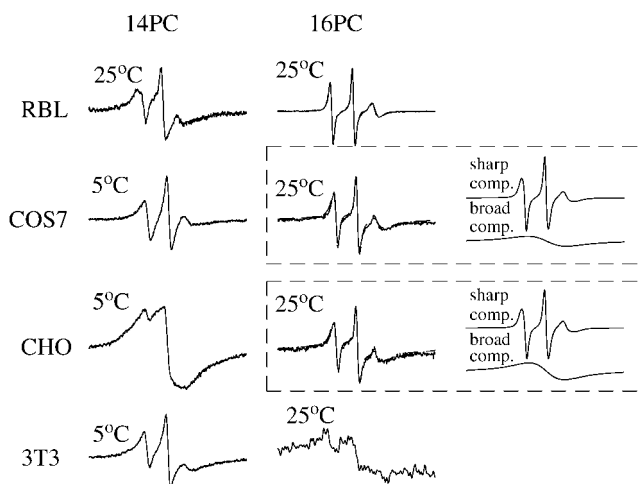 14PC 16PC
RBL 25°C 25°C
COS7 5°C 25°C sharp comp. broad comp.
CHO 5°C 25°C sharp comp. broad comp.
3T3 5°C 25°C